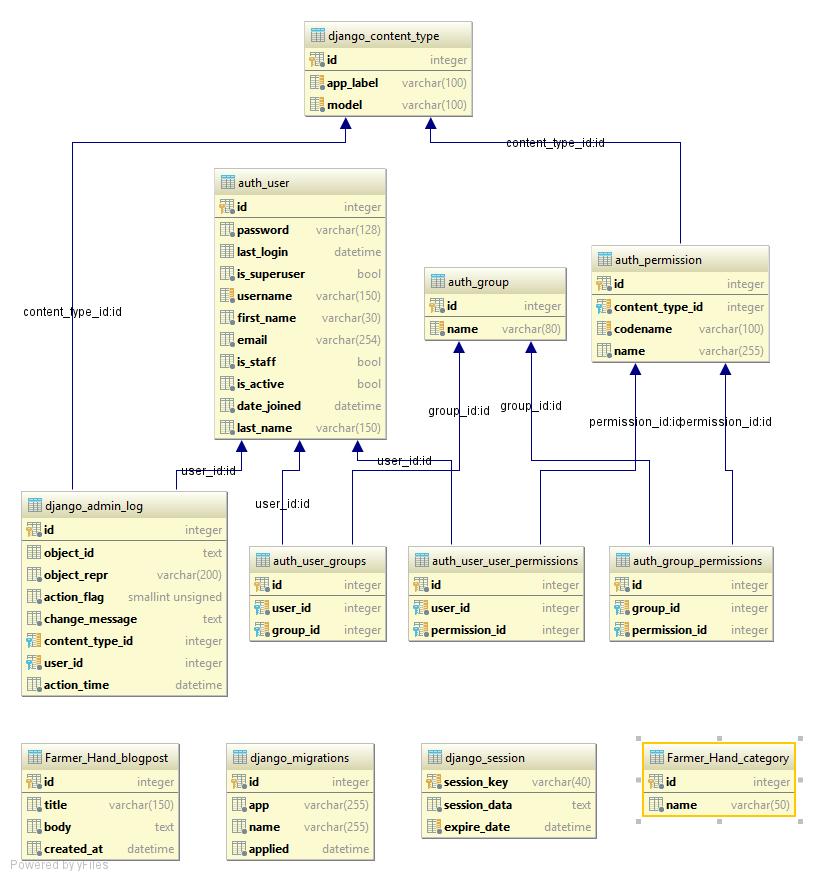 django_content_type
id integer
app_label varchar(100)
model varchar(100)
content_type_id:id
auth_user
id integer
password varchar(128)
last_login datetime
is_superuser bool
username varchar(150)
first_name varchar(30)
email varchar(254)
is_staff bool
is_active bool
date_joined datetime
last_name varchar(150)
auth_group
id integer
name varchar(80)
auth_permission
id integer
content_type_id integer
codename varchar(100)
name varchar(255)
content_type_id:id
group_id:id
group_id:id
permission_id:id
permission_id:id
user_id:id
user_id:id
user_id:id
django_admin_log
id integer
object_id text
object_repr varchar(200)
action_flag smallint unsigned
change_message text
content_type_id integer
user_id integer
action_time datetime
auth_user_groups
id integer
user_id integer
group_id integer
auth_user_user_permissions
id integer
user_id integer
permission_id integer
auth_group_permissions
id integer
group_id integer
permission_id integer
Farmer_Hand_blogpost
id integer
title varchar(150)
body text
created_at datetime
django_migrations
id integer
app varchar(255)
name varchar(255)
applied datetime
django_session
session_key varchar(40)
session_data text
expire_date datetime
Farmer_Hand_category
id integer
name varchar(50)
Powered by yFiles